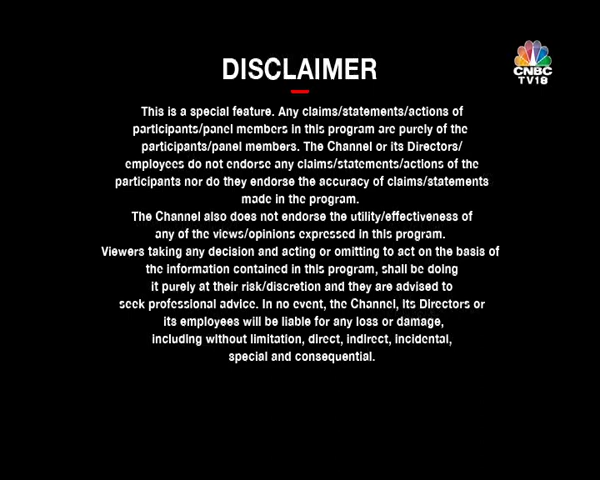 DISCLAIMER
CNBC
TV18
This is a special feature. Any claims/statements/actions of
participants/panel members in this program are purely of the
participants/panel members. The Channel or its Directors/
employees do not endorse any claims/statements/actions of the
participants nor do they endorse the accuracy of claims/statements
made in the program.
The Channel also does not endorse the utility/effectiveness of
any of the views/opinions expressed in this program.
Viewers taking any decision and acting or omitting to act on the basis of
the information contained in this program, shall be doing
it purely at their risk/discretion and they are advised to
seek professional advice. In no event, the Channel, its Directors or
its employees will be liable for any loss or damage,
including without limitation, direct, indirect, incidental,
special and consequential.